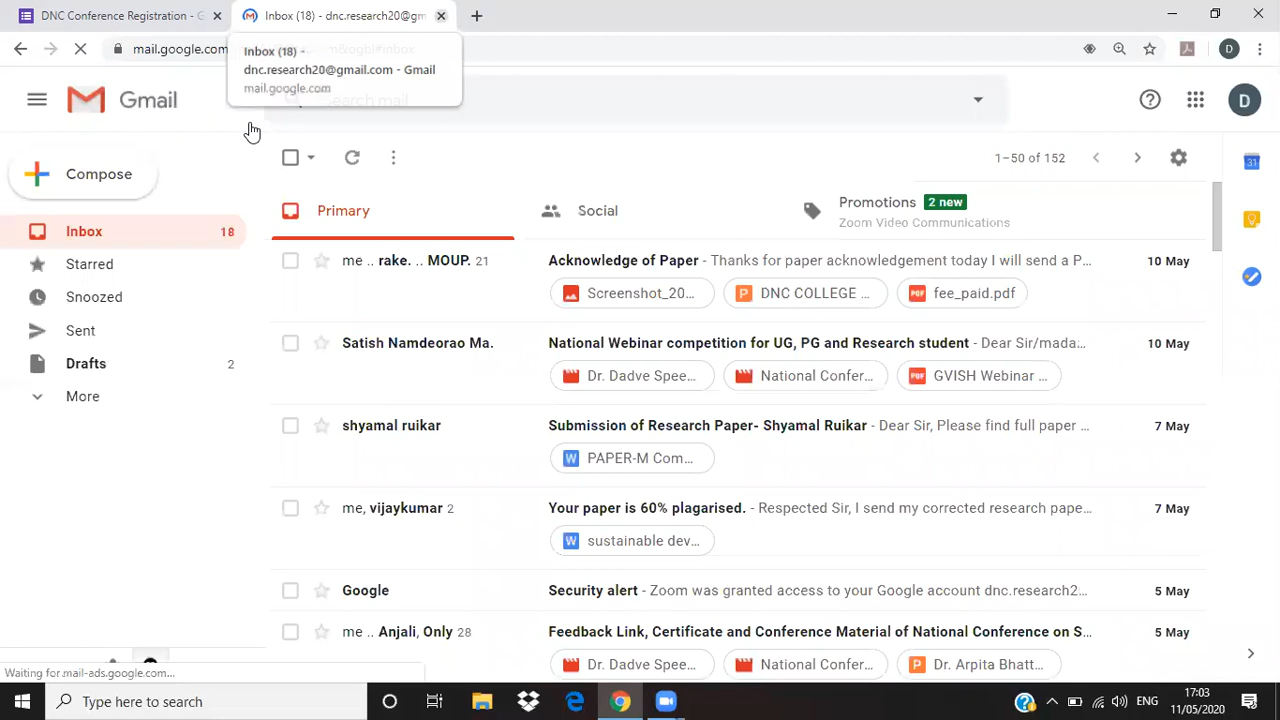 DNC Conference Registration - G
Inbox (18) - dnc.research20@gm
mail.google.com
Inbox (18) -
dnc.research20@gmail.com - Gmail
mail.google.com
Gmail
Search mail
D
D
Compose
1–50 of 152
Primary
Social
Promotions 2 new
Zoom Video Communications
31
Inbox 18
Starred
Snoozed
Sent
Drafts 2
More
me .. rake. .. MOUP. 21 Acknowledge of Paper - Thanks for paper acknowledgement today I will send a P... 10 May
Screenshot_20... P DNC COLLEGE ... PDF fee_paid.pdf
Satish Namdeorao Ma. National Webinar competition for UG, PG and Research student - Dear Sir/mada... 10 May
Dr. Dadve Spee... National Confer... PDF GVISH Webinar ...
shyamal ruikar Submission of Research Paper- Shyamal Ruikar - Dear Sir, Please find full paper ... 7 May
W PAPER-M Com...
me, vijaykumar 2 Your paper is 60% plagarised. - Respected Sir, I send my corrected research pape... 7 May
W sustainable dev...
Google Security alert - Zoom was granted access to your Google account dnc.research2... 5 May
me .. Anjali, Only 28 Feedback Link, Certificate and Conference Material of National Conference on S... 5 May
Dr. Dadve Spee... National Confer... P Dr. Arpita Bhatt...
Waiting for mail-ads.google.com...
Type here to search
ENG
17:03
11/05/2020